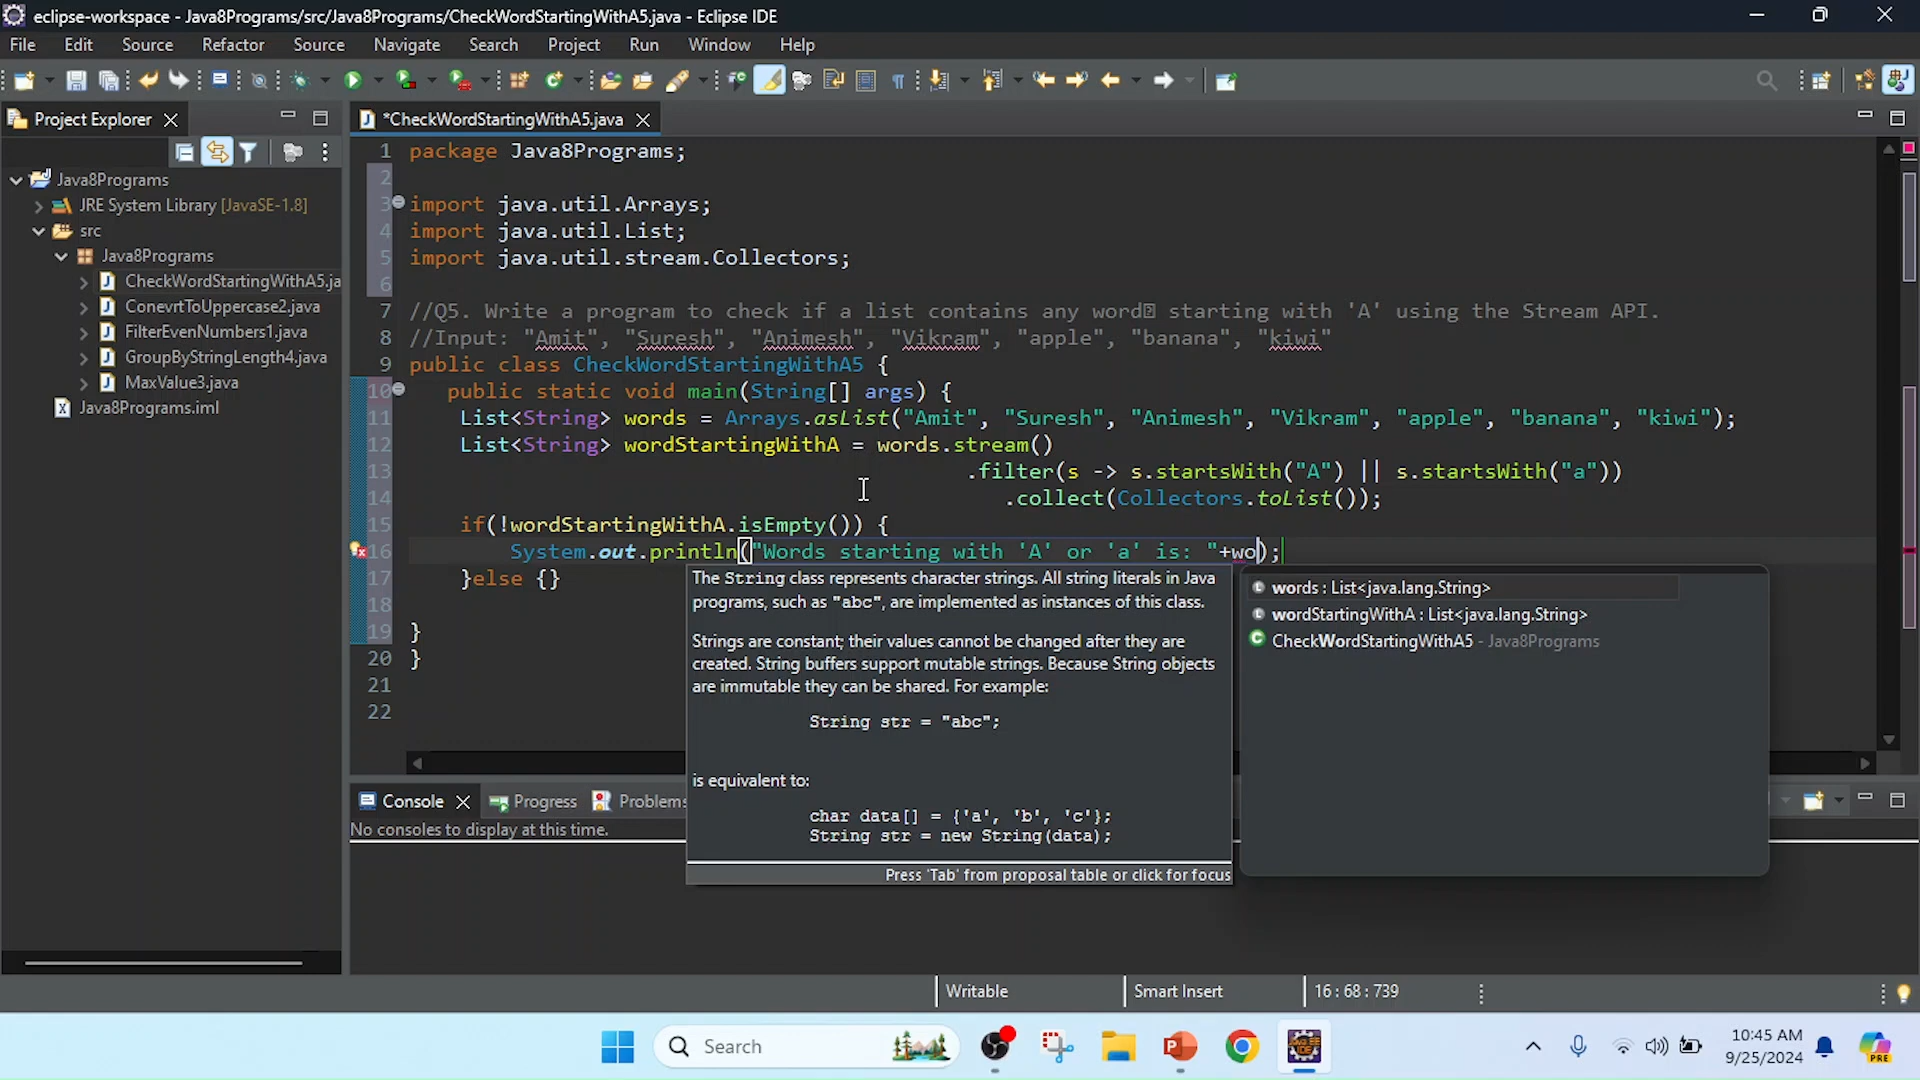 eclipse-workspace - Java8Programs/src/Java8Programs/CheckWordStartingWithA5.java - Eclipse IDE
File Edit Source Refactor Source Navigate Search Project Run Window Help
Project Explorer
*CheckWordStartingWithA5.java
Java8Programs
JRE System Library [JavaSE-1.8]
src
Java8Programs
CheckWordStartingWithA5.ja
ConevrtToUppercase2.java
FilterEvenNumbers1.java
GroupByStringLength4.java
MaxValue3.java
Java8Programs.iml
1 package Java8Programs;
2
3 import java.util.Arrays;
4 import java.util.List;
5 import java.util.stream.Collectors;
6
7 //Q5. Write a program to check if a list contains any word starting with 'A' using the Stream API.
8 //Input: "Amit", "Suresh", "Animesh", "Vikram", "apple", "banana", "kiwi"
9 public class CheckWordStartingWithA5 {
10 public static void main(String[] args) {
11 List<String> words = Arrays.asList("Amit", "Suresh", "Animesh", "Vikram", "apple", "banana", "kiwi");
12 List<String> wordStartingWithA = words.stream()
13 .filter(s -> s.startsWith("A") || s.startsWith("a"))
14 .collect(Collectors.toList());
15 if(!wordStartingWithA.isEmpty()) {
16 System.out.println("Words starting with 'A' or 'a' is: "+wo);
17 }else {}
18
19 }
20 }
21
22
The String class represents character strings. All string literals in Java
programs, such as "abc", are implemented as instances of this class.
Strings are constant; their values cannot be changed after they are
created. String buffers support mutable strings. Because String objects
are immutable they can be shared. For example:
String str = "abc";
is equivalent to:
char data[] = {'a', 'b', 'c'};
String str = new String(data);
Press 'Tab' from proposal table or click for focus
words : List<java.lang.String>
wordStartingWithA : List<java.lang.String>
CheckWordStartingWithA5 - Java8Programs
Console Progress Problems
No consoles to display at this time.
Writable Smart Insert 16 : 68 : 739
Search
10:45 AM
9/25/2024
PRE